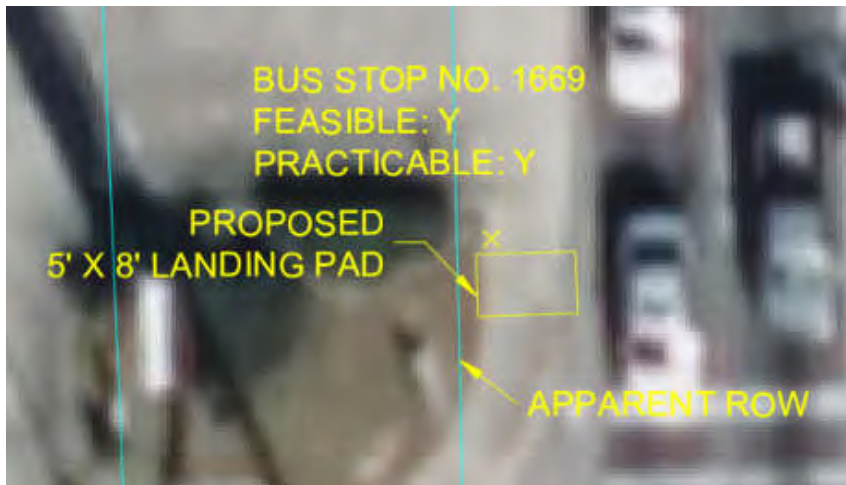 BUS STOP NO. 1669
FEASIBLE: Y
PRACTICABLE: Y
PROPOSED
5' X 8' LANDING PAD
APPARENT ROW